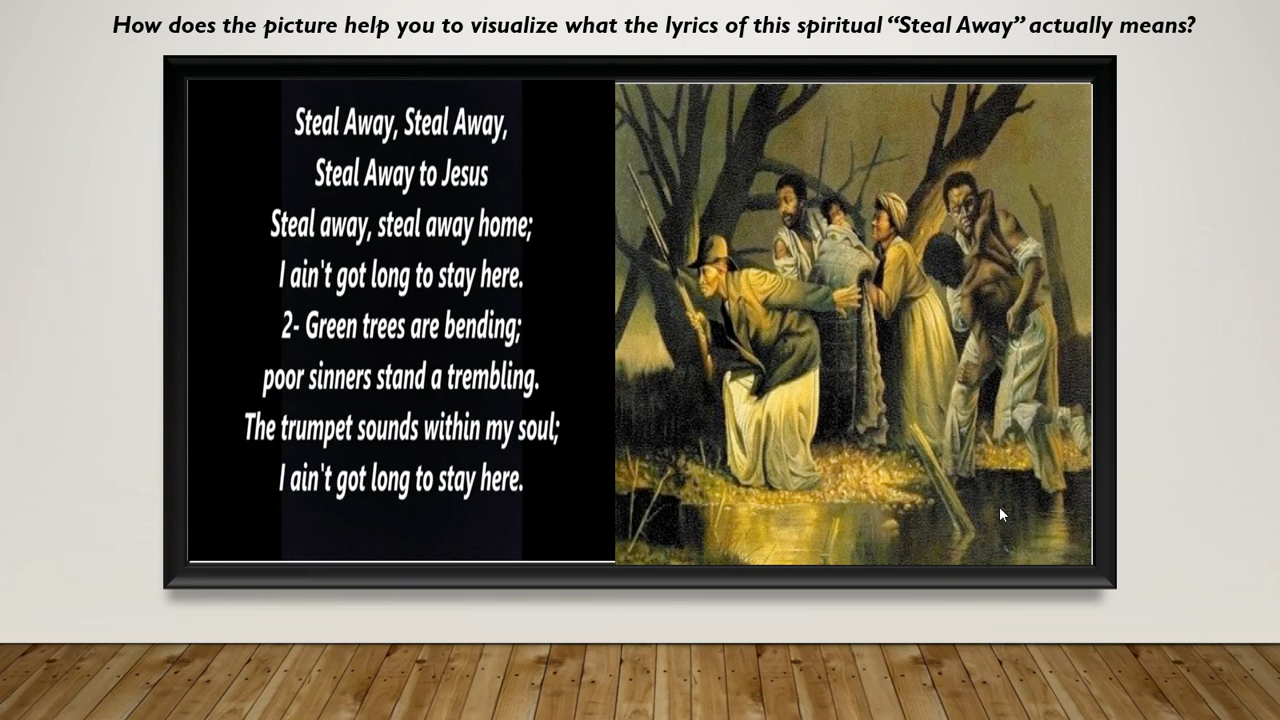 How does the picture help you to visualize what the lyrics of this spiritual “Steal Away” actually means?
Steal Away, Steal Away,
Steal Away to Jesus
Steal away, steal away home;
I ain't got long to stay here.
2- Green trees are bending;
poor sinners stand a trembling.
The trumpet sounds within my soul;
I ain't got long to stay here.